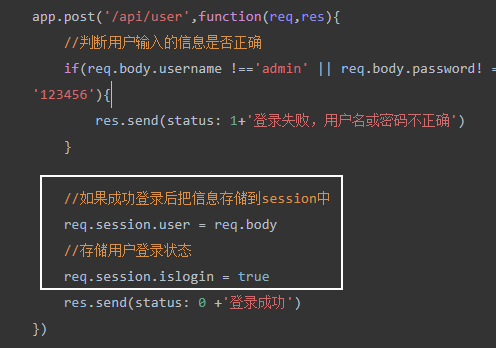 app.post('/api/user',function(req,res){
//判断用户输入的信息是否正确
if(req.body.username !=='admin' || req.body.password! =
'123456'){
res.send(status: 1+'登录失败，用户名或密码不正确')
}
//如果成功登录后把信息存储到session中
req.session.user = req.body
//存储用户登录状态
req.session.islogin = true
res.send(status: 0 +'登录成功')
})